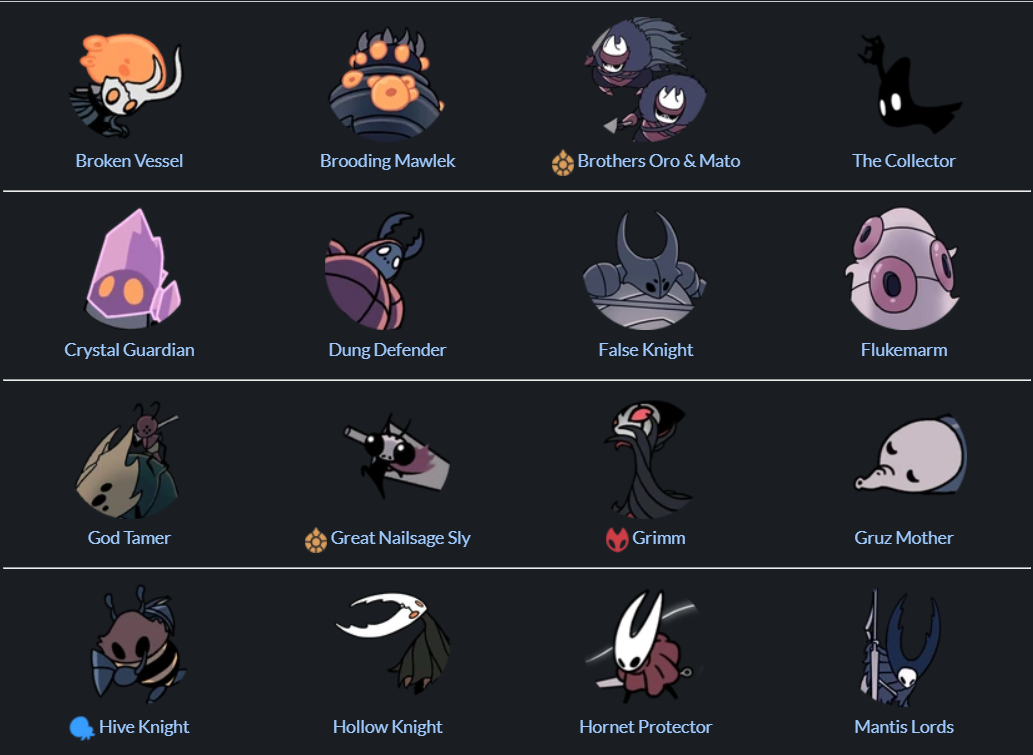 Broken Vessel
Brooding Mawlek
Brothers Oro & Mato
The Collector
Crystal Guardian
Dung Defender
False Knight
Flukemarm
God Tamer
Great Nailsage Sly
Grimm
Gruz Mother
Hive Knight
Hollow Knight
Hornet Protector
Mantis Lords